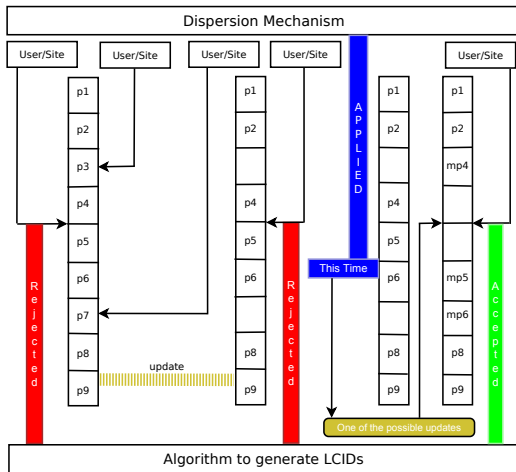 Dispersion Mechanism
User/Site
User/Site
User/Site
User/Site
User/Site
User/Site
p1
p2
p3
p4
p5
p6
p7
p8
p9
Rejected
update
p1
p2
p4
p5
p6
p8
p9
Rejected
APPLIED
This Time
p1
p2
p4
p5
p6
p8
p9
p1
p2
mp4
mp5
mp6
p8
p9
Accepted
One of the possible updates
Algorithm to generate LCIDs